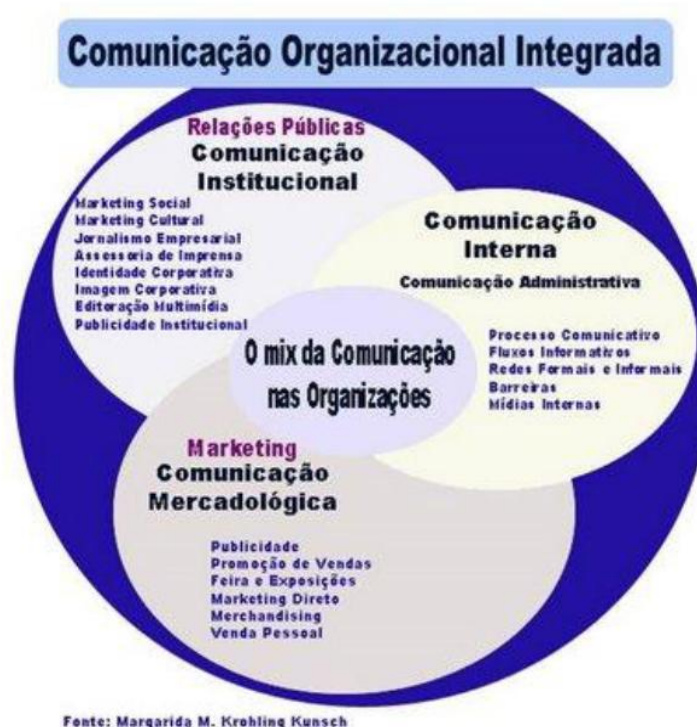 Comunicação Organizacional Integrada
Relações Públicas
Comunicação
Institucional
Marketing Social
Marketing Cultural
Jornalismo Empresarial
Assessoria de Imprensa
Identidade Corporativa
Imagem Corporativa
Editoração Multimídia
Publicidade Institucional
Comunicação
Interna
Comunicação Administrativa
Processo Comunicativo
Fluxos Informativos
Redes Formais e Informais
Barreiras
Mídias Internas
O mix da Comunicação
nas Organizações
Marketing
Comunicação
Mercadológica
Publicidade
Promoção de Vendas
Feira e Exposições
Marketing Direto
Merchandising
Venda Pessoal
Fonte: Margarida M. Krohling Kunsch